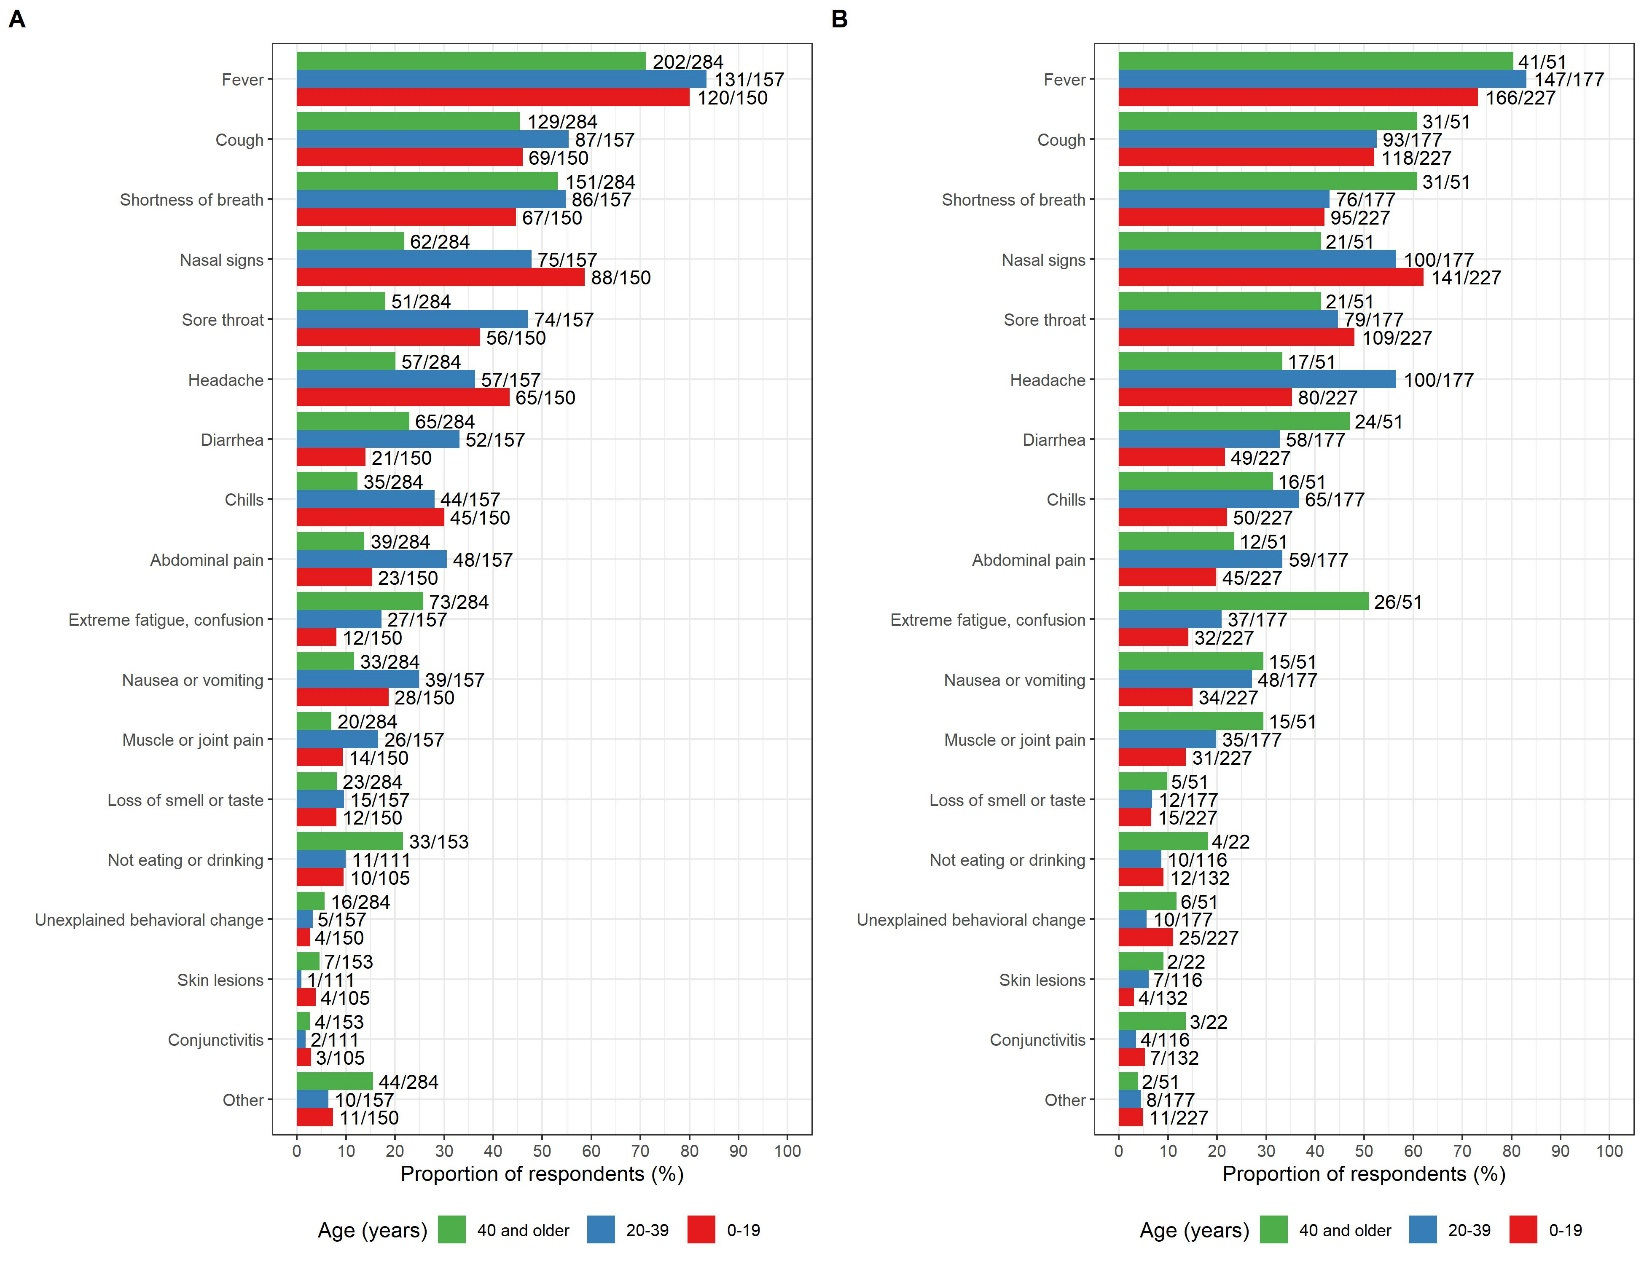 A
Fever
202/284
131/157
120/150
Cough
129/284
87/157
69/150
Shortness of breath
151/284
86/157
67/150
Nasal signs
62/284
75/157
88/150
Sore throat
51/284
74/157
56/150
Headache
57/284
57/157
65/150
Diarrhea
65/284
52/157
21/150
Chills
35/284
44/157
45/150
Abdominal pain
39/284
48/157
23/150
Extreme fatigue, confusion
73/284
27/157
12/150
Nausea or vomiting
33/284
39/157
28/150
Muscle or joint pain
20/284
26/157
14/150
Loss of smell or taste
23/284
15/157
12/150
Not eating or drinking
33/153
11/111
10/105
Unexplained behavioral change
16/284
5/157
4/150
Skin lesions
7/153
1/111
4/105
Conjunctivitis
4/153
2/111
3/105
Other
44/284
10/157
11/150
0 10 20 30 40 50 60 70 80 90 100
Proportion of respondents (%)
Age (years) 40 and older 20-39 0-19
B
Fever
41/51
147/177
166/227
Cough
31/51
93/177
118/227
Shortness of breath
31/51
76/177
95/227
Nasal signs
21/51
100/177
141/227
Sore throat
21/51
79/177
109/227
Headache
17/51
100/177
80/227
Diarrhea
24/51
58/177
49/227
Chills
16/51
65/177
50/227
Abdominal pain
12/51
59/177
45/227
Extreme fatigue, confusion
26/51
37/177
32/227
Nausea or vomiting
15/51
48/177
34/227
Muscle or joint pain
15/51
35/177
31/227
Loss of smell or taste
5/51
12/177
15/227
Not eating or drinking
4/22
10/116
12/132
Unexplained behavioral change
6/51
10/177
25/227
Skin lesions
2/22
7/116
4/132
Conjunctivitis
3/22
4/116
7/132
Other
2/51
8/177
11/227
0 10 20 30 40 50 60 70 80 90 100
Proportion of respondents (%)
Age (years) 40 and older 20-39 0-19